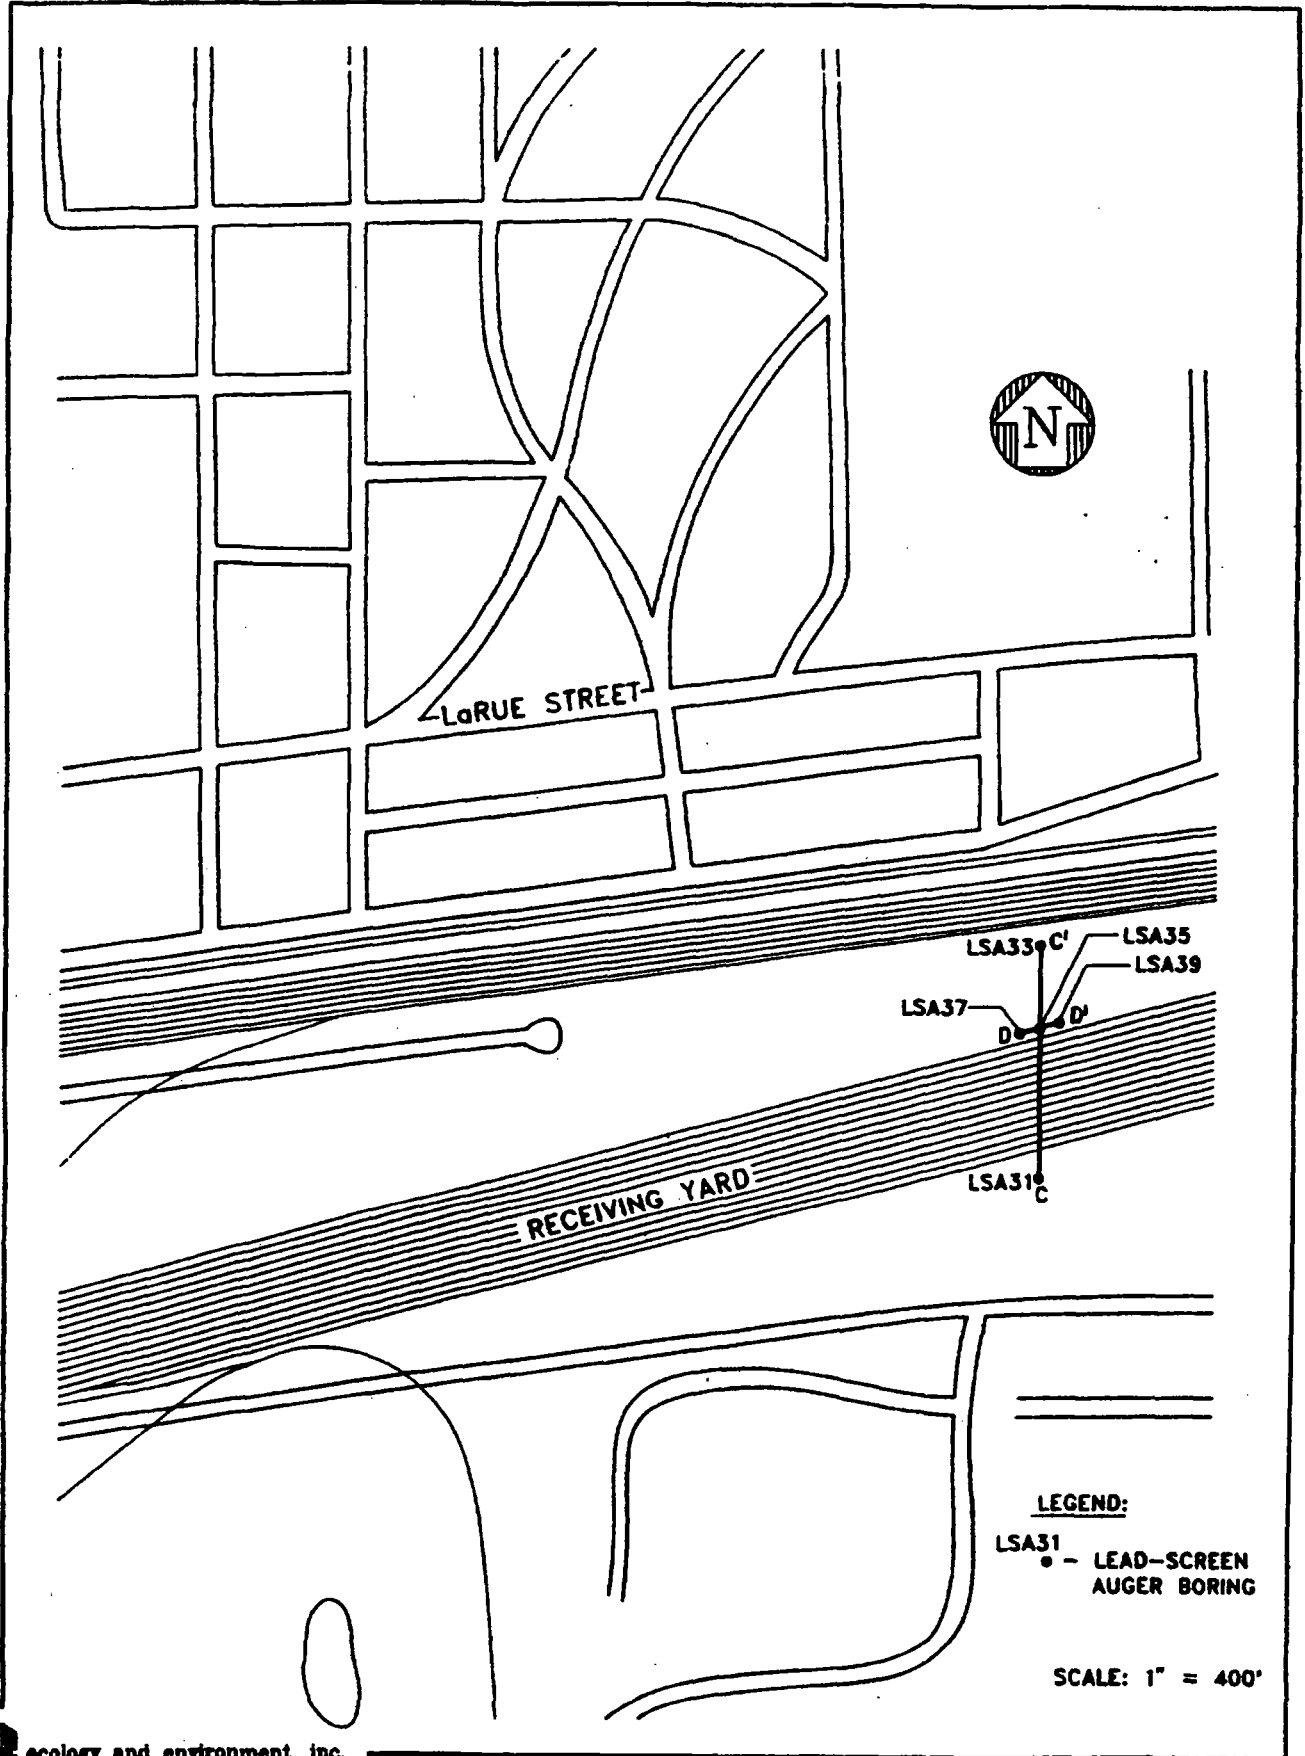 N
LaRUE STREET
LSA33
C'
LSA35
LSA39
LSA37
D
D'
RECEIVING YARD
LSA31
C
LEGEND:
LSA31
- LEAD-SCREEN
AUGER BORING
SCALE: 1" = 400'
ecology and environment, inc.